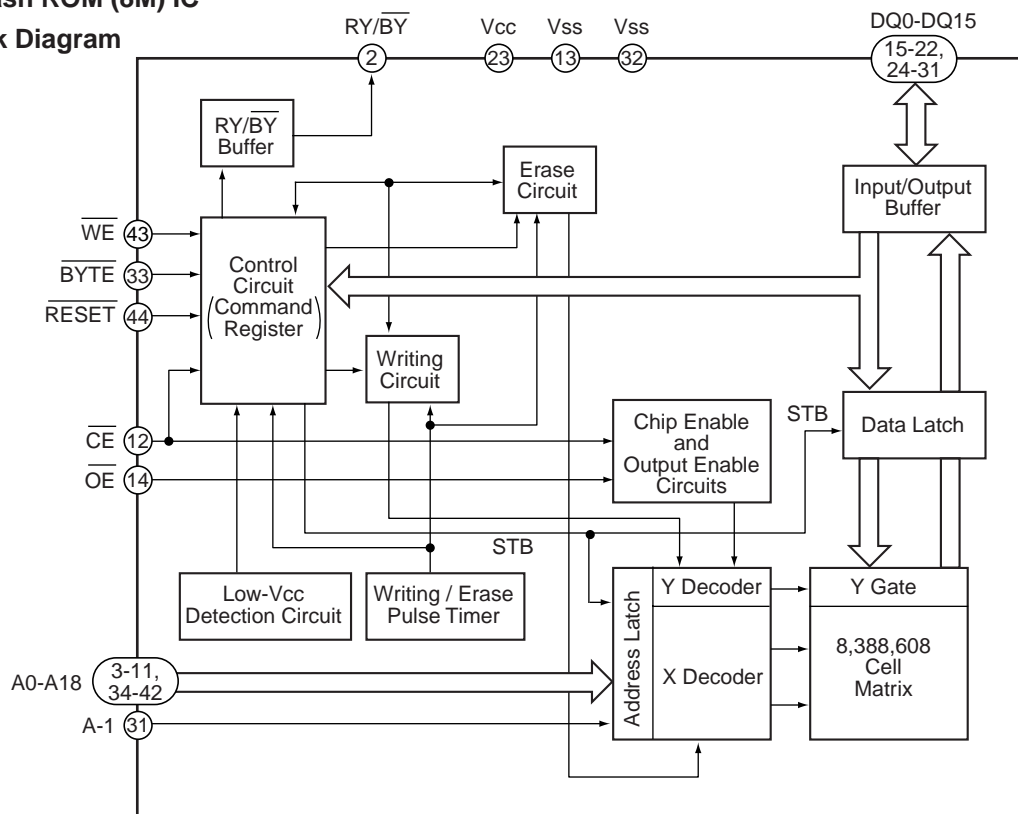 ash ROM (8M) IC
k Diagram
RY/BY
Vcc
Vss
Vss
DQ0-DQ15
2
23
13
32
15-22,
24-31
RY/BY
Buffer
Erase
Circuit
Input/Output
Buffer
WE 43
BYTE 33
RESET 44
Control
Circuit
(Command
Register)
Writing
Circuit
CE 12
OE 14
Chip Enable
and
Output Enable
Circuits
STB
Data Latch
STB
Low-Vcc
Detection Circuit
Writing / Erase
Pulse Timer
Address Latch
Y Decoder
X Decoder
Y Gate
8,388,608
Cell
Matrix
A0-A18
3-11,
34-42
A-1 31